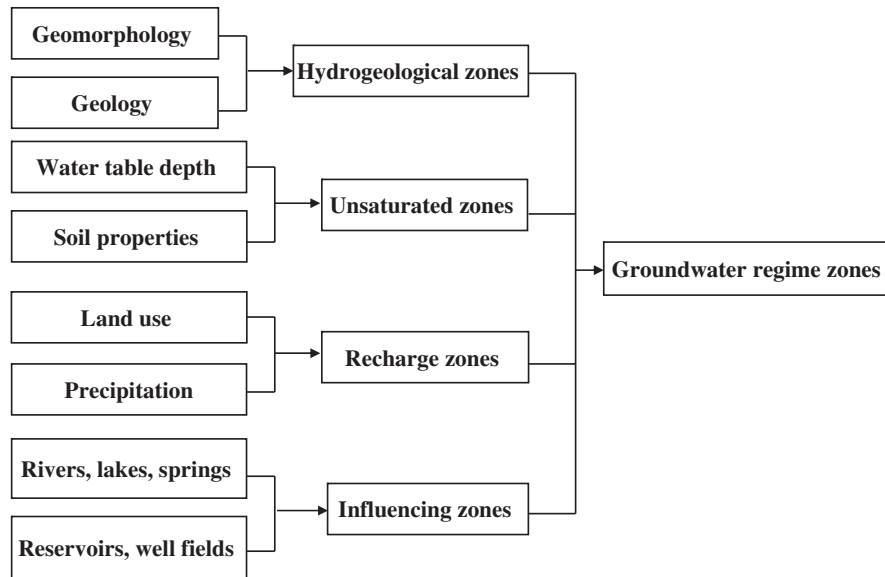 Geomorphology
Geology
Hydrogeological zones
Water table depth
Soil properties
Unsaturated zones
Land use
Precipitation
Recharge zones
Rivers, lakes, springs
Reservoirs, well fields
Influencing zones
Groundwater regime zones